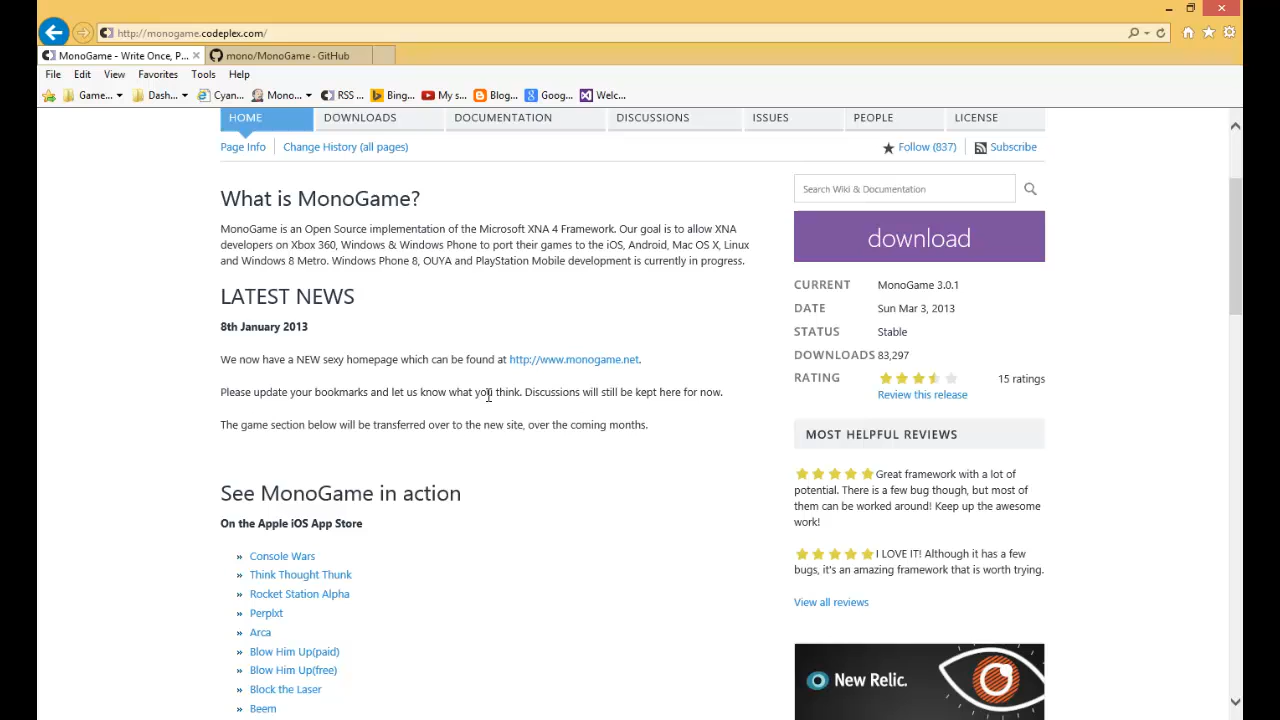 http://monogame.codeplex.com/
MonoGame - Write Once, P...
mono/MonoGame - GitHub
File Edit View Favorites Tools Help
Game... Dash... Cyan... Mono... RSS ... Bing... My s... Blog... Goog... Welc...
HOME DOWNLOADS DOCUMENTATION DISCUSSIONS ISSUES PEOPLE LICENSE
Page Info Change History (all pages) Follow (837) Subscribe
What is MonoGame?
MonoGame is an Open Source implementation of the Microsoft XNA 4 Framework. Our goal is to allow XNA
developers on Xbox 360, Windows & Windows Phone to port their games to the iOS, Android, Mac OS X, Linux
and Windows 8 Metro. Windows Phone 8, OUYA and PlayStation Mobile development is currently in progress.
LATEST NEWS
8th January 2013
We now have a NEW sexy homepage which can be found at http://www.monogame.net.
Please update your bookmarks and let us know what you think. Discussions will still be kept here for now.
The game section below will be transferred over to the new site, over the coming months.
See MonoGame in action
On the Apple iOS App Store
» Console Wars
» Think Thought Thunk
» Rocket Station Alpha
» Perplxt
» Arca
» Blow Him Up(paid)
» Blow Him Up(free)
» Block the Laser
» Beem
Search Wiki & Documentation
download
CURRENT MonoGame 3.0.1
DATE Sun Mar 3, 2013
STATUS Stable
DOWNLOADS 83,297
RATING 15 ratings
Review this release
MOST HELPFUL REVIEWS
Great framework with a lot of
potential. There is a few bug though, but most of
them can be worked around! Keep up the awesome
work!
I LOVE IT! Although it has a few
bugs, it's an amazing framework that is worth trying.
View all reviews
New Relic.